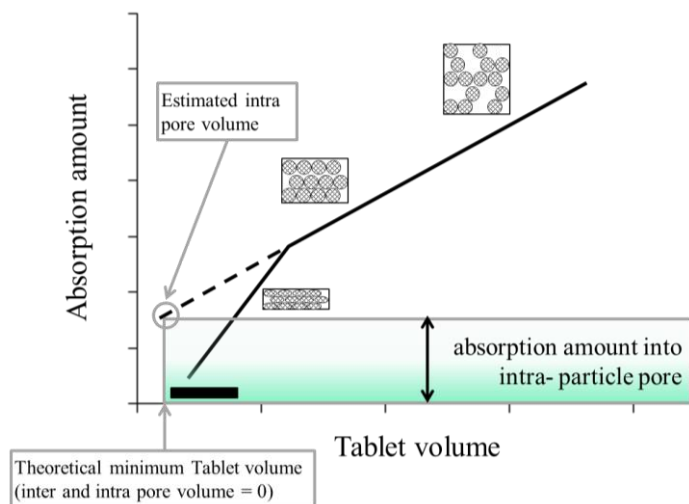 Estimated intra
pore volume
Absorption amount
absorption amount into
intra- particle pore
Tablet volume
Theoretical minimum Tablet volume
(inter and intra pore volume = 0)